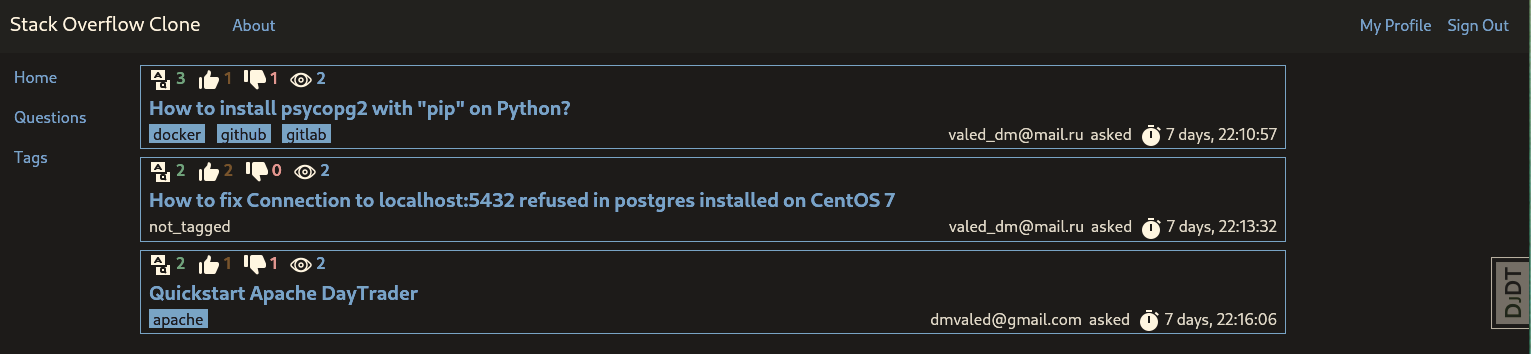 Stack Overflow Clone About My Profile Sign Out
Home
Questions
Tags
3 1 1 2
How to install psycopg2 with "pip" on Python?
docker github gitlab valed_dm@mail.ru asked 7 days, 22:10:57
2 2 0 2
How to fix Connection to localhost:5432 refused in postgres installed on CentOS 7
not_tagged valed_dm@mail.ru asked 7 days, 22:13:32
2 1 1 2
Quickstart Apache DayTrader
apache dmvaled@gmail.com asked 7 days, 22:16:06
DJDT